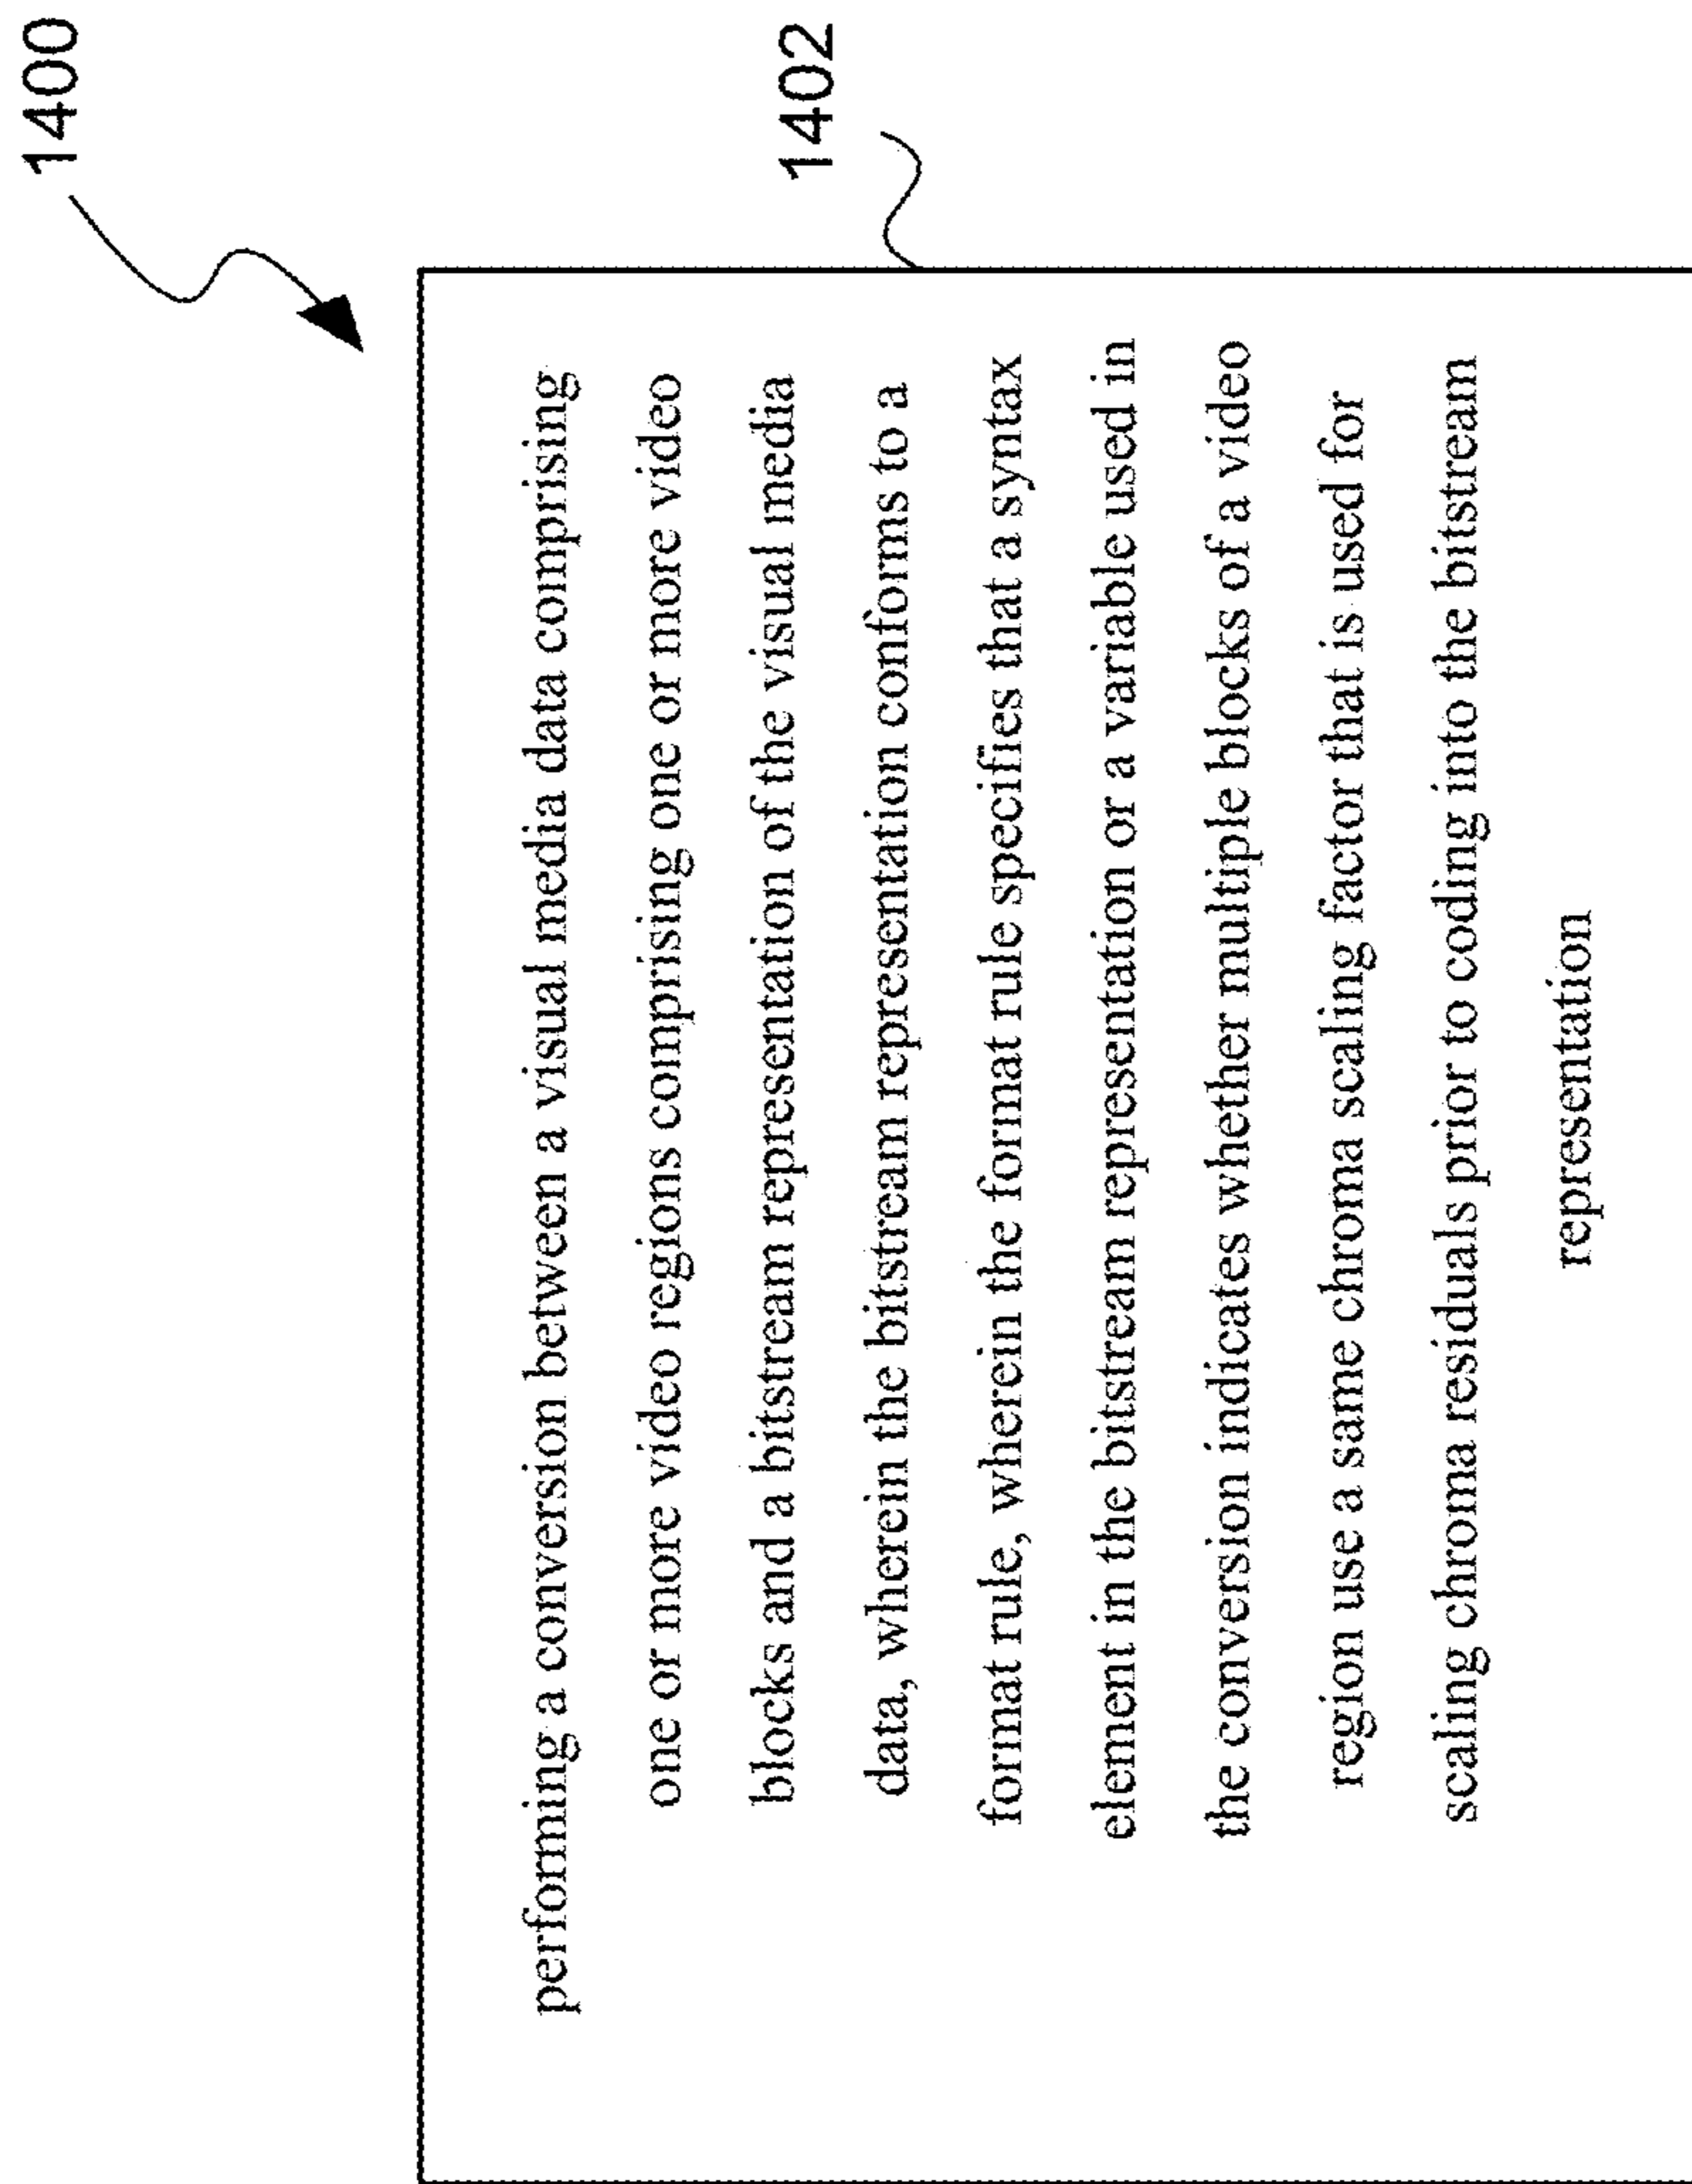 1400
1402
performing a conversion between a visual media data comprising
one or more video regions comprising one or more video
blocks and a bitstream representation of the visual media
data, wherein the bitstream representation conforms to a
format rule, wherein the format rule specifies that a syntax
element in the bitstream representation or a variable used in
the conversion indicates whether multiple blocks of a video
region use a same chroma scaling factor that is used for
scaling chroma residuals prior to coding into the bitstream
representation